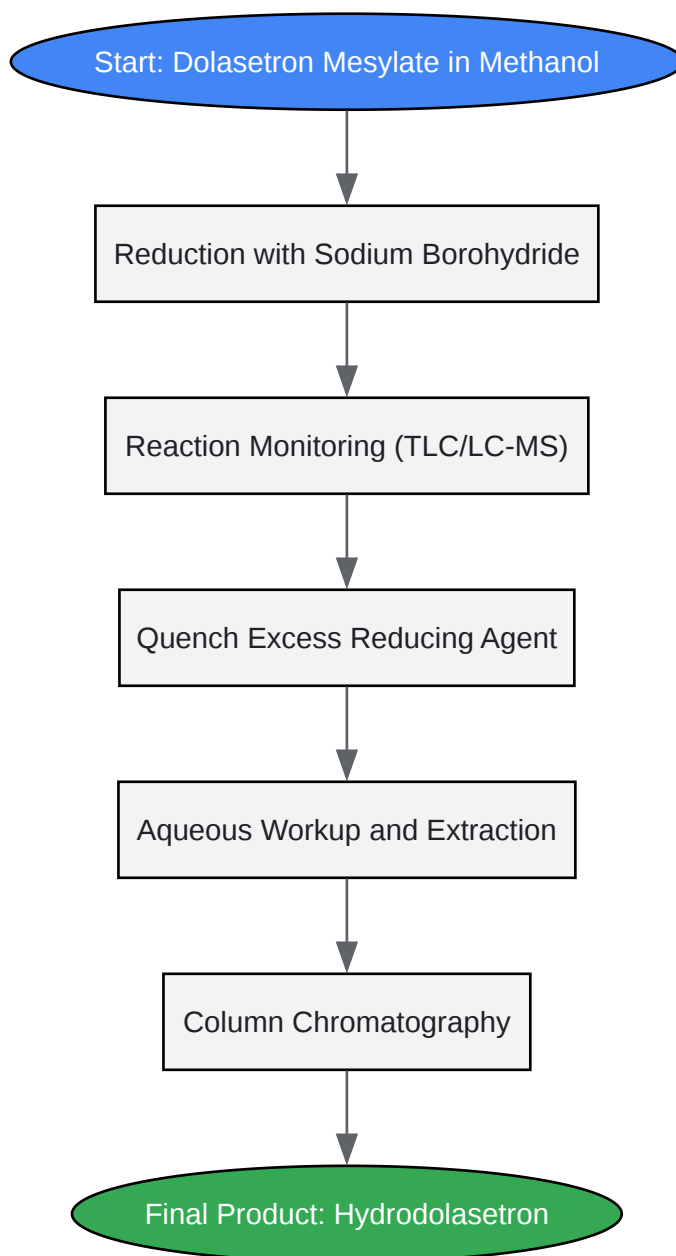 Start: Dolasetron Mesylate in Methanol
Reduction with Sodium Borohydride
Reaction Monitoring (TLC/LC-MS)
Quench Excess Reducing Agent
Aqueous Workup and Extraction
Column Chromatography
Final Product: Hydrodolasetron